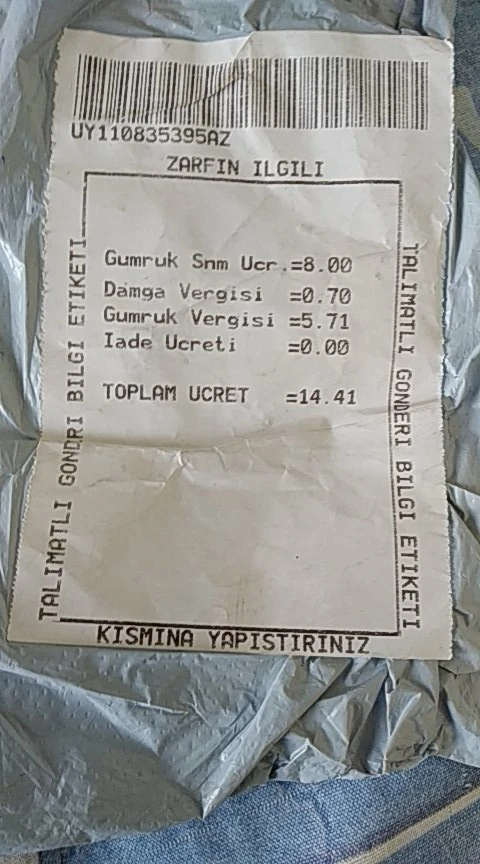 UY110835395AZ
ZARFIN ILGILI
TALIMATLI GONDRI BILGI ETIKETI
Gumruk Snm Ucr.=8.00
Damga Vergisi =0.70
Gumruk Vergisi =5.71
Iade Ucreti =0.00
TOPLAM UCRET =14.41
TALIMATLI GONDERI BILGI ETIKETI
KISMINA YAPISTIRINIZ